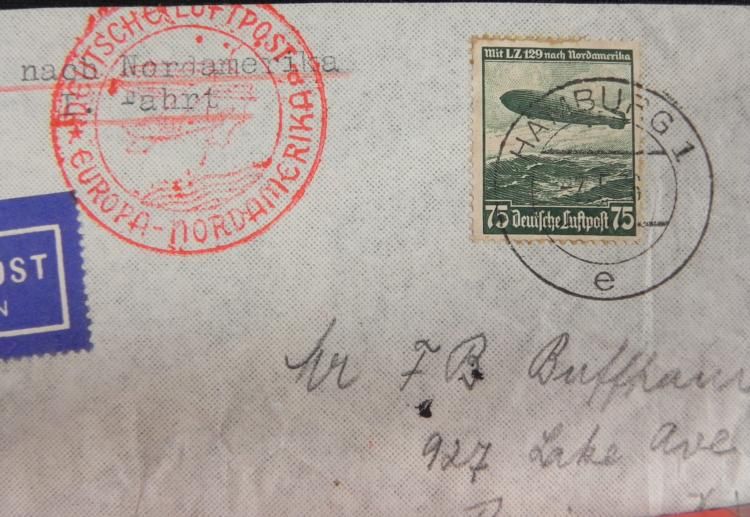 DEUTSCHE LUFTPOST
★ EUROPA-NORDAMERIKA
nach Nordamerika
Fahrt
Mit LZ 129 nach Nordamerika
75 Deutsche Luftpost 75
HAMBURG 1
e
OST
N
Mr F B Buffham
927 Lake Ave